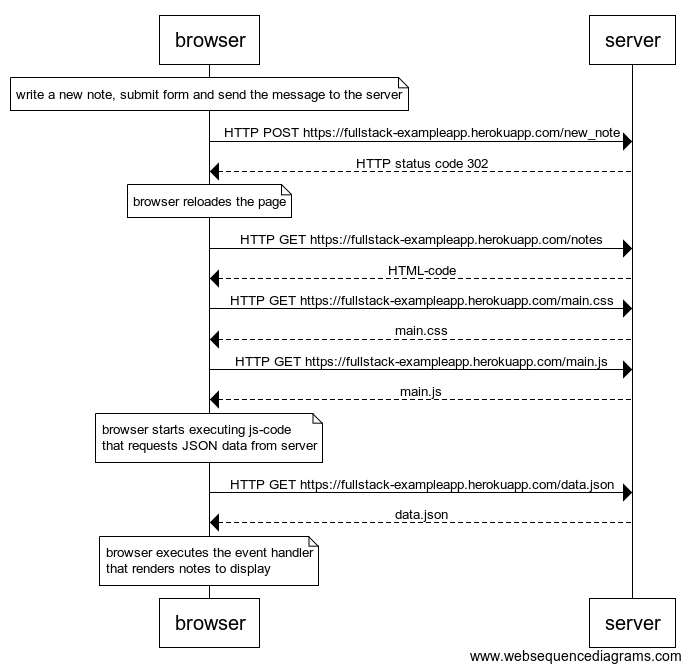 browser
server
write a new note, submit form and send the message to the server
HTTP POST https://fullstack-exampleapp.herokuapp.com/new_note
HTTP status code 302
browser reloades the page
HTTP GET https://fullstack-exampleapp.herokuapp.com/notes
HTML-code
HTTP GET https://fullstack-exampleapp.herokuapp.com/main.css
main.css
HTTP GET https://fullstack-exampleapp.herokuapp.com/main.js
main.js
browser starts executing js-code
that requests JSON data from server
HTTP GET https://fullstack-exampleapp.herokuapp.com/data.json
data.json
browser executes the event handler
that renders notes to display
browser
server
www.websequencediagrams.com